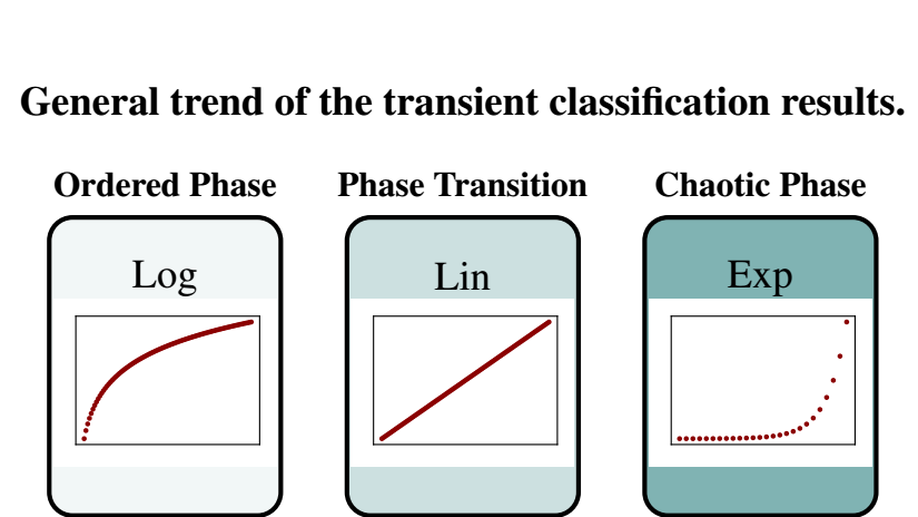 General trend of the transient classification results.
Ordered Phase Phase Transition Chaotic Phase
Log Lin Exp